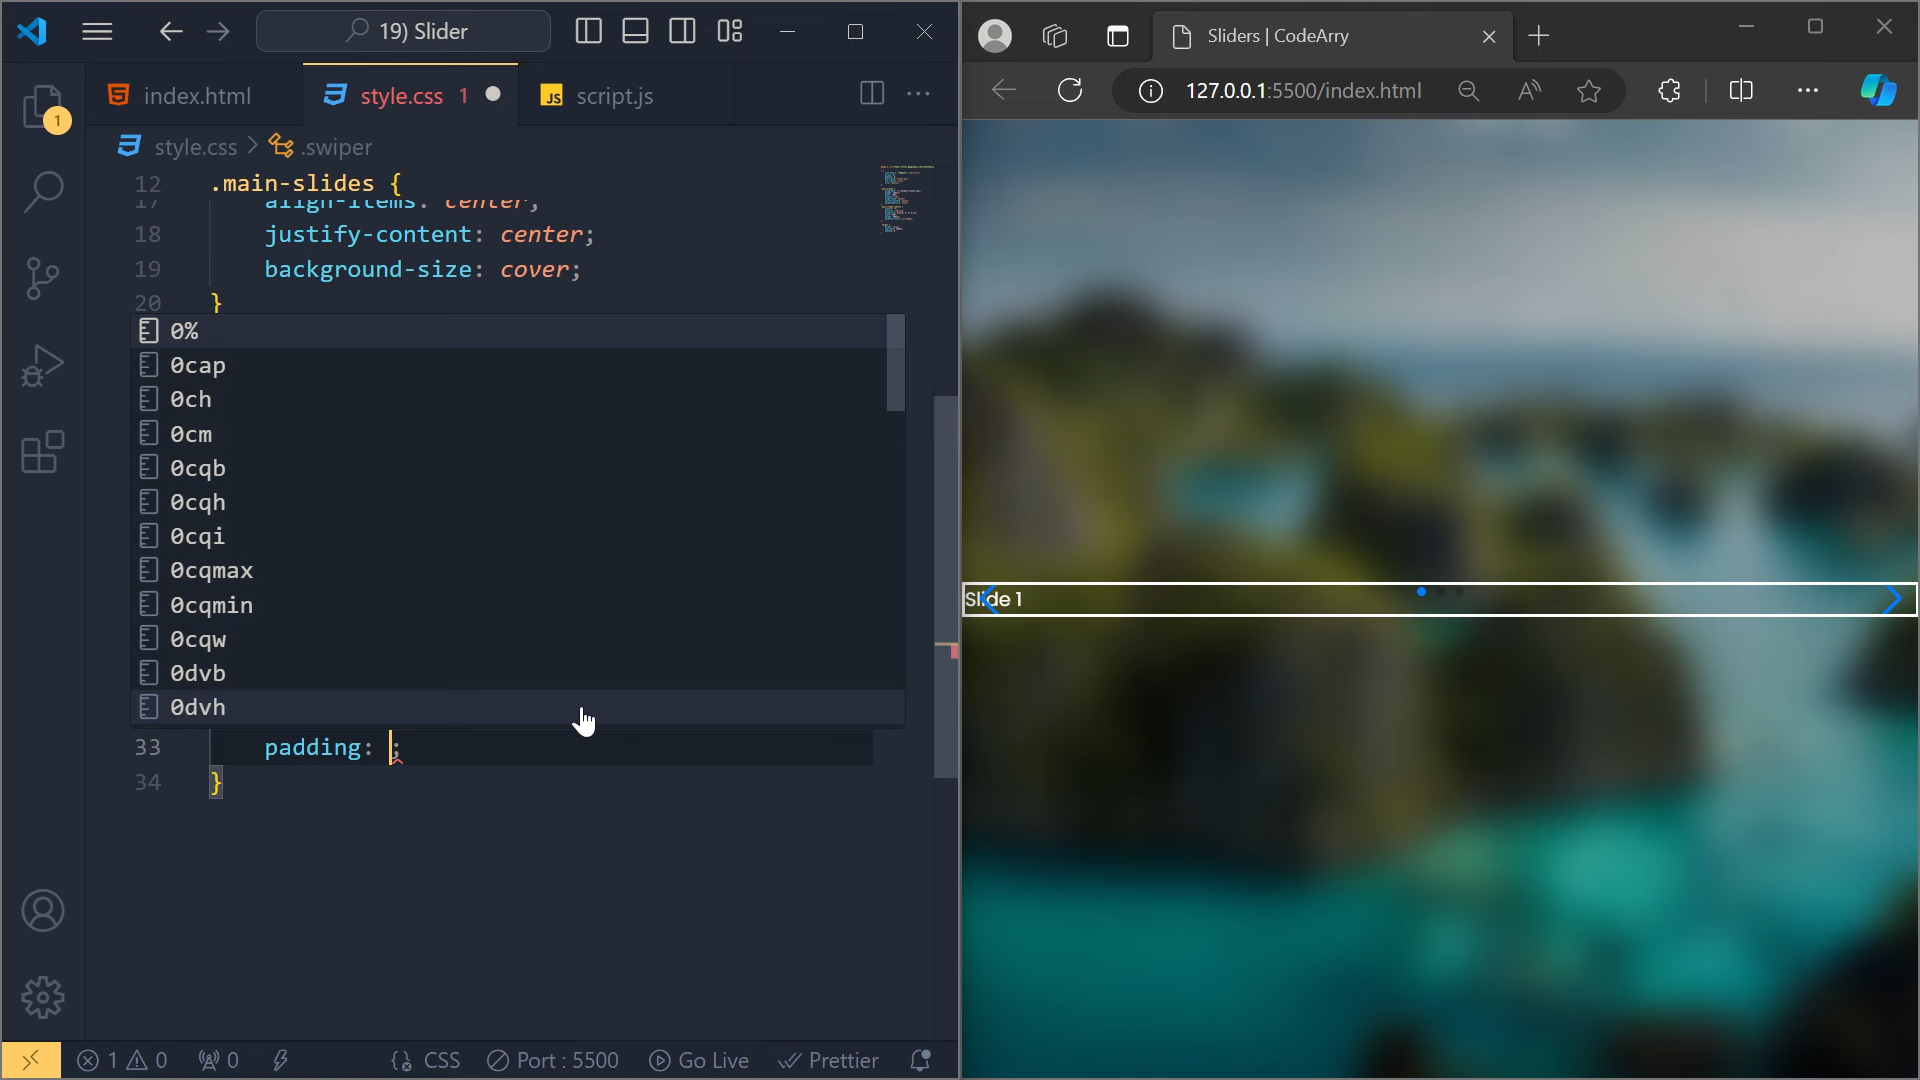 19) Slider
index.html
style.css 1
JS script.js
style.css > .swiper
12 .main-slides {
17 align-items: center;
18 justify-content: center;
19 background-size: cover;
20 }
0%
0cap
0ch
0cm
0cqb
0cqh
0cqi
0cqmax
0cqmin
0cqw
0dvb
0dvh
33 padding: ;
34 }
1
1 0 0 {} CSS Port : 5500 Go Live Prettier
Sliders | CodeArry
127.0.0.1:5500/index.html
Slide 1